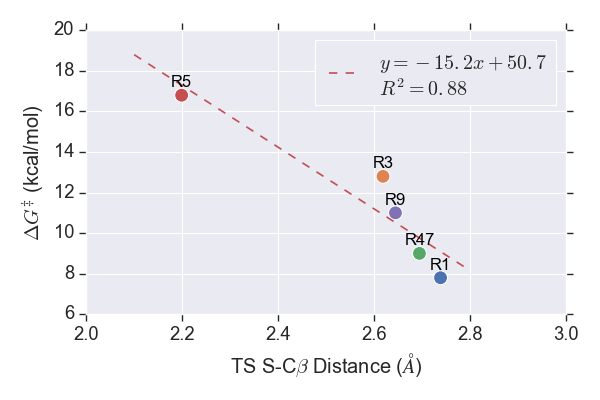 20
18
16
14
12
10
8
6
ΔG‡ (kcal/mol)
y = −15.2x + 50.7
R² = 0.88
R5
R3
R9
R47
R1
2.0 2.2 2.4 2.6 2.8 3.0
TS S-Cβ Distance (Å)